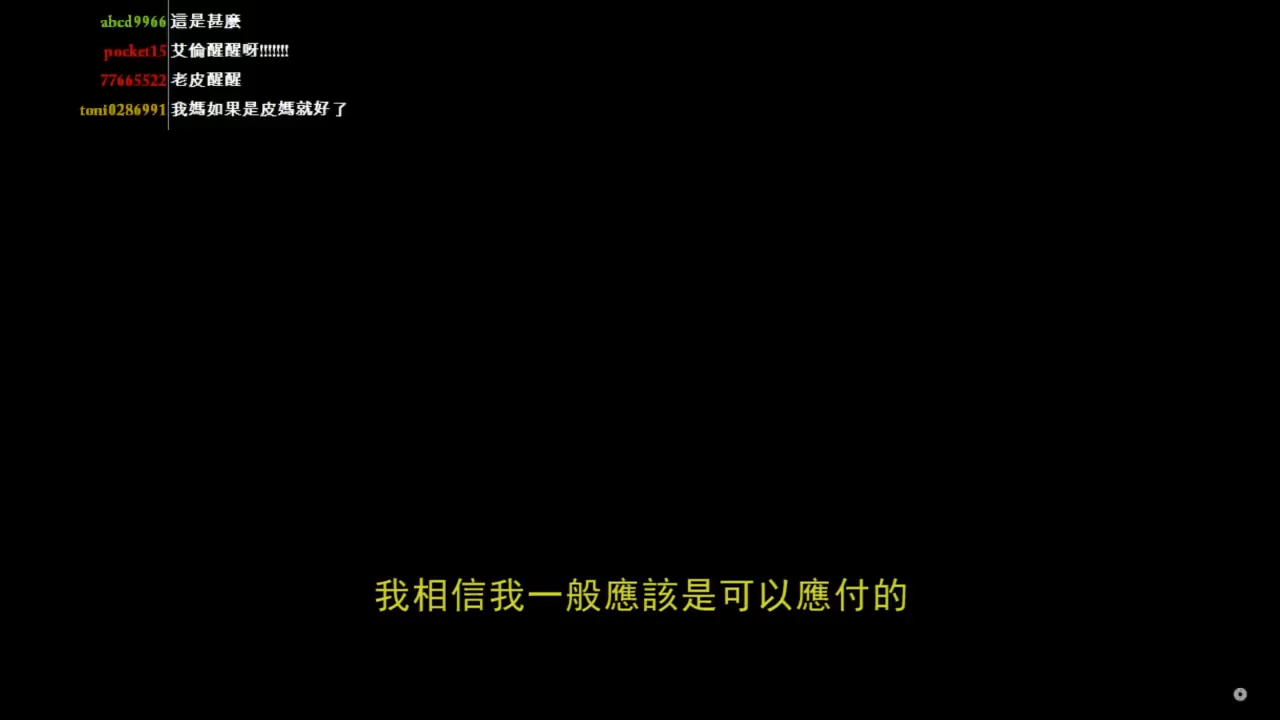 abcd9966 這是甚麼
pocket15 艾倫醒醒呀!!!!!!!
77665522 老皮醒醒
toni0286991 我媽如果是皮媽就好了
我相信我一般應該是可以應付的